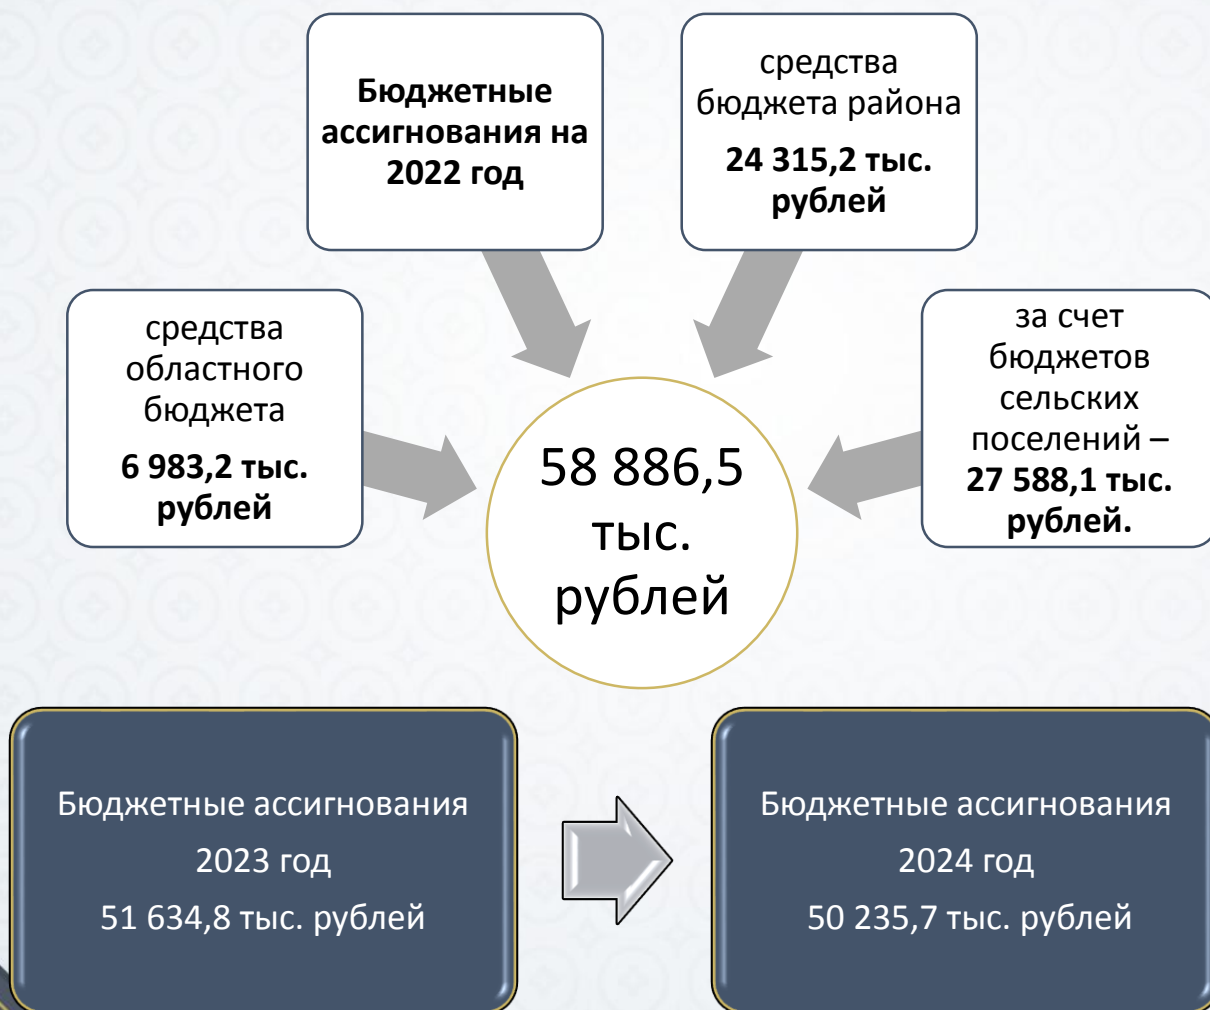 Бюджетные
ассигнования на
2022 год
средства
бюджета района
24 315,2 тыс.
рублей
средства
областного
бюджета
6 983,2 тыс.
рублей
за счет
бюджетов
сельских
поселений –
27 588,1 тыс.
рублей.
58 886,5
тыс.
рублей
Бюджетные ассигнования
2023 год
51 634,8 тыс. рублей
Бюджетные ассигнования
2024 год
50 235,7 тыс. рублей